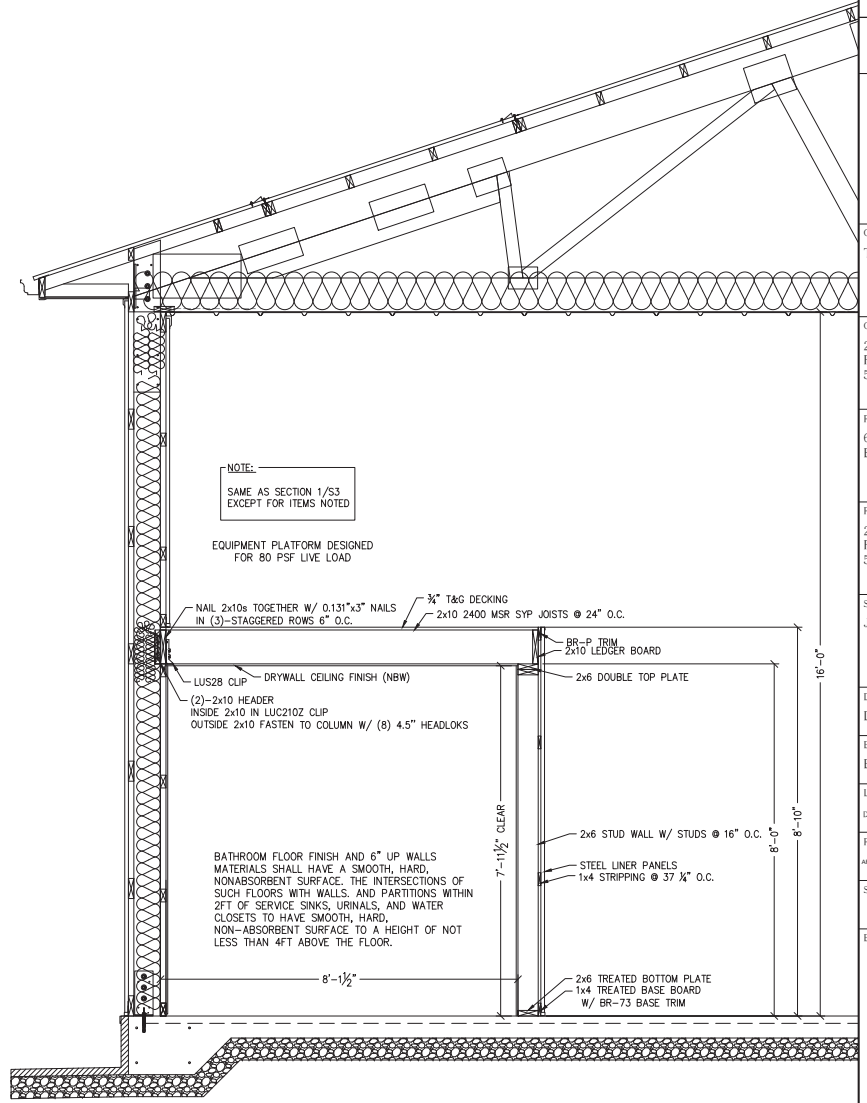 NOTE:
SAME AS SECTION 1/S3
EXCEPT FOR ITEMS NOTED
EQUIPMENT PLATFORM DESIGNED
FOR 80 PSF LIVE LOAD
NAIL 2x10s TOGETHER W/ 0.131"x3" NAILS
IN (3)-STAGGERED ROWS 6" O.C.
¾" T&G DECKING
2x10 2400 MSR SYP JOISTS @ 24" O.C.
BR-P TRIM
2x10 LEDGER BOARD
LUS28 CLIP
DRYWALL CEILING FINISH (NBW)
2x6 DOUBLE TOP PLATE
(2)-2x10 HEADER
INSIDE 2x10 IN LUC210Z CLIP
OUTSIDE 2x10 FASTEN TO COLUMN W/ (8) 4.5" HEADLOKS
16'-0"
8'-10"
8'-0"
7'-11½" CLEAR
2x6 STUD WALL W/ STUDS @ 16" O.C.
STEEL LINER PANELS
1x4 STRIPPING @ 37 ¼" O.C.
BATHROOM FLOOR FINISH AND 6" UP WALLS
MATERIALS SHALL HAVE A SMOOTH, HARD,
NONABSORBENT SURFACE. THE INTERSECTIONS OF
SUCH FLOORS WITH WALLS. AND PARTITIONS WITHIN
2FT OF SERVICE SINKS, URINALS, AND WATER
CLOSETS TO HAVE SMOOTH, HARD,
NON-ABSORBENT SURFACE TO A HEIGHT OF NOT
LESS THAN 4FT ABOVE THE FLOOR.
8'-1½"
2x6 TREATED BOTTOM PLATE
1x4 TREATED BASE BOARD
W/ BR-73 BASE TRIM